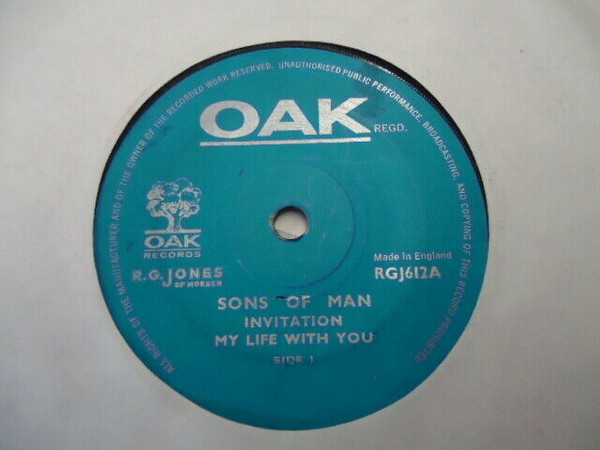 ALL RIGHTS OF THE MANUFACTURER AND OF THE OWNER OF THE RECORDED WORK RESERVED. UNAUTHORISED PUBLIC PERFORMANCE, BROADCASTING, AND COPYING OF THIS RECORD PROHIBITED
OAK REGD.
OAK
RECORDS
R.G. JONES
OF MORDEN
Made in England
RGJ612A
SONS OF MAN
INVITATION
MY LIFE WITH YOU
SIDE 1